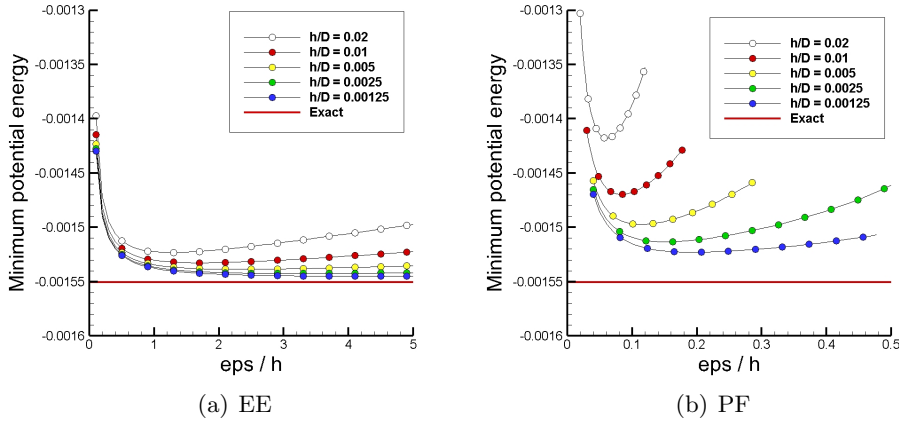 -0.0013
-0.00135
-0.0014
-0.00145
-0.0015
-0.00155
-0.0016
Minimum potential energy
h/D = 0.02
h/D = 0.01
h/D = 0.005
h/D = 0.0025
h/D = 0.00125
Exact
0 1 2 3 4 5
eps / h
(a) EE
-0.0013
-0.00135
-0.0014
-0.00145
-0.0015
-0.00155
-0.0016
Minimum potential energy
h/D = 0.02
h/D = 0.01
h/D = 0.005
h/D = 0.0025
h/D = 0.00125
Exact
0 0.1 0.2 0.3 0.4 0.5
eps / h
(b) PF